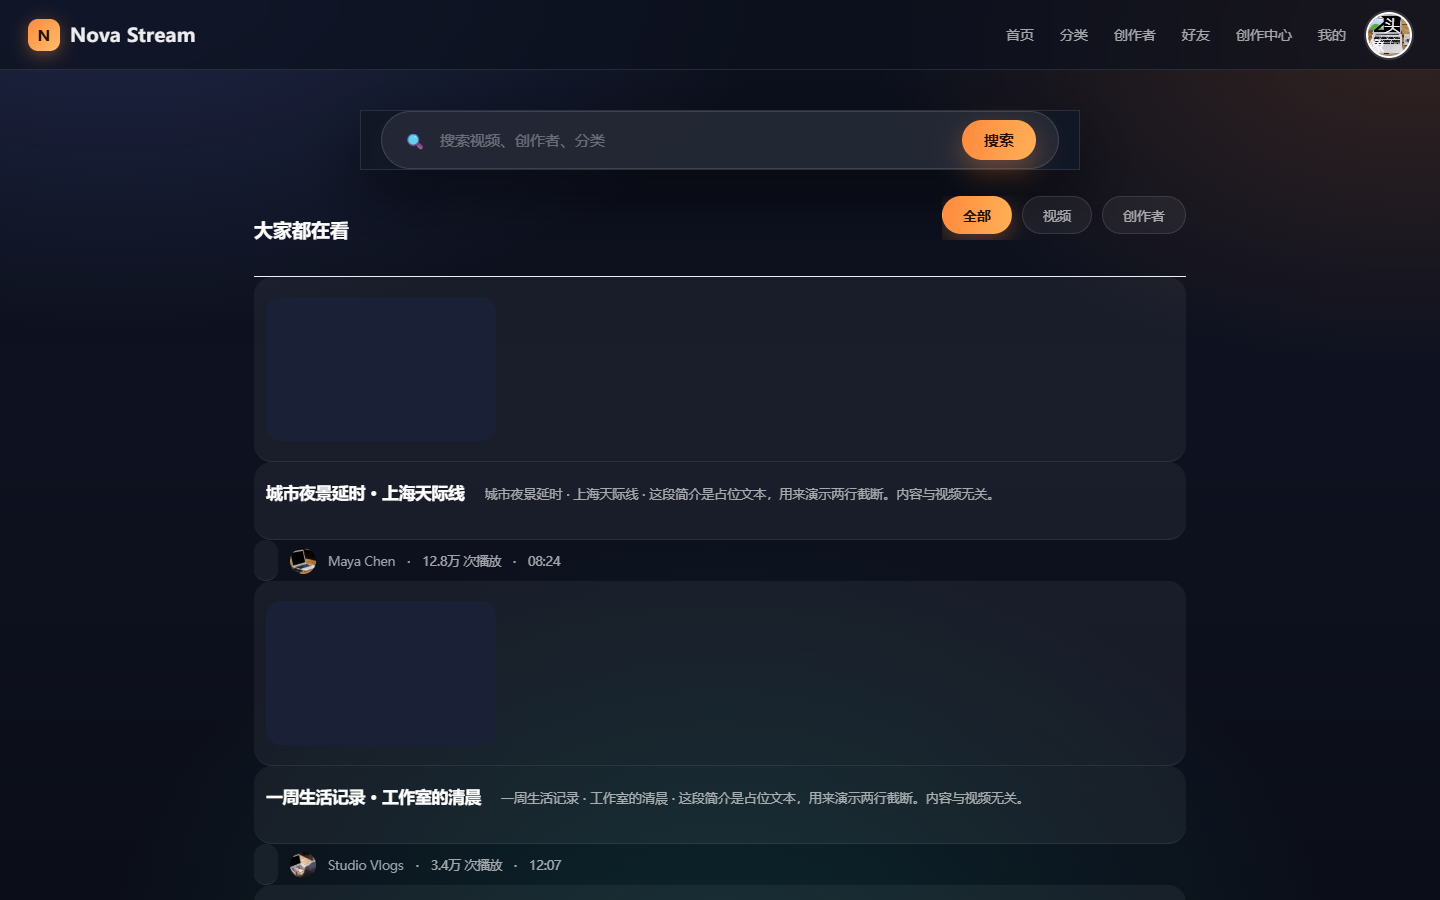 N Nova Stream 首页 分类 创作者 好友 创作中心 我的
搜索视频、创作者、分类 搜索
大家都在看 全部 视频 创作者
城市夜景延时 · 上海天际线 城市夜景延时 · 上海天际线 · 这段简介是占位文本，用来演示两行截断。内容与视频无关。
Maya Chen · 12.8万 次播放 · 08:24
一周生活记录 · 工作室的清晨 一周生活记录 · 工作室的清晨 · 这段简介是占位文本，用来演示两行截断。内容与视频无关。
Studio Vlogs · 3.4万 次播放 · 12:07